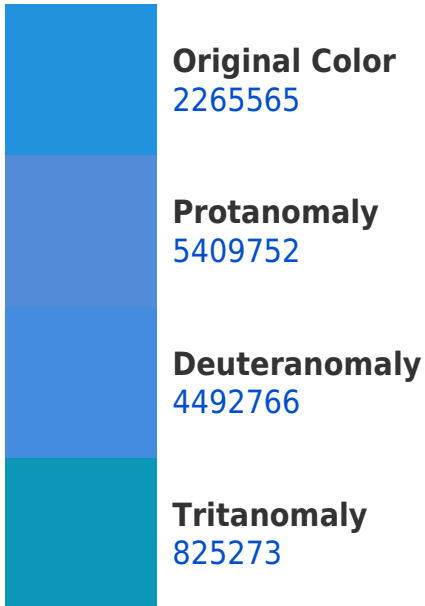 Original Color
2265565
Protanomaly
5409752
Deuteranomaly
4492766
Tritanomaly
825273